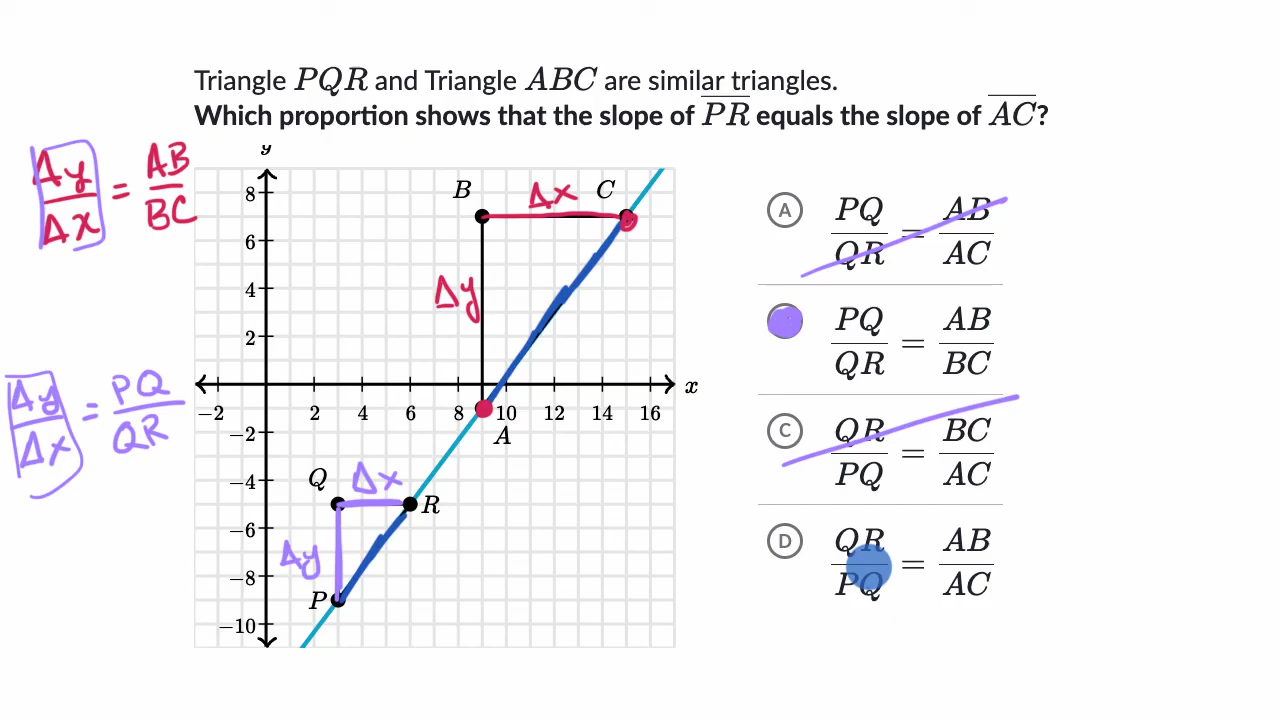 Triangle PQR and Triangle ABC are similar triangles.
Which proportion shows that the slope of PR equals the slope of AC?
Δy/Δx = AB/BC
Δy/Δx = PQ/QR
y
8
6
4
2
−2
−4
−6
−8
−10
−2 2 4 6 8 10 12 14 16 x
B Δx C
Δy
A
Q Δx R
Δy
P
A PQ/QR = AB/AC
PQ/QR = AB/BC
C QR/PQ = BC/AC
D QR/PQ = AB/AC